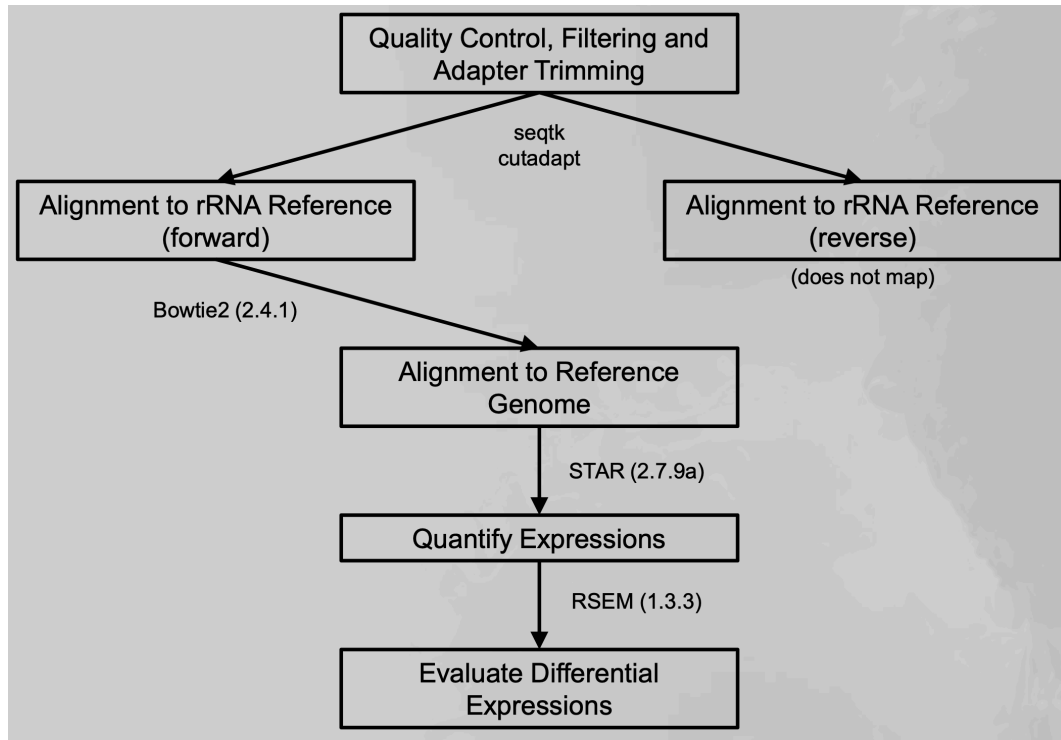 Quality Control, Filtering and
Adapter Trimming
seqtk
cutadapt
Alignment to rRNA Reference
(forward)
Alignment to rRNA Reference
(reverse)
(does not map)
Bowtie2 (2.4.1)
Alignment to Reference
Genome
STAR (2.7.9a)
Quantify Expressions
RSEM (1.3.3)
Evaluate Differential
Expressions